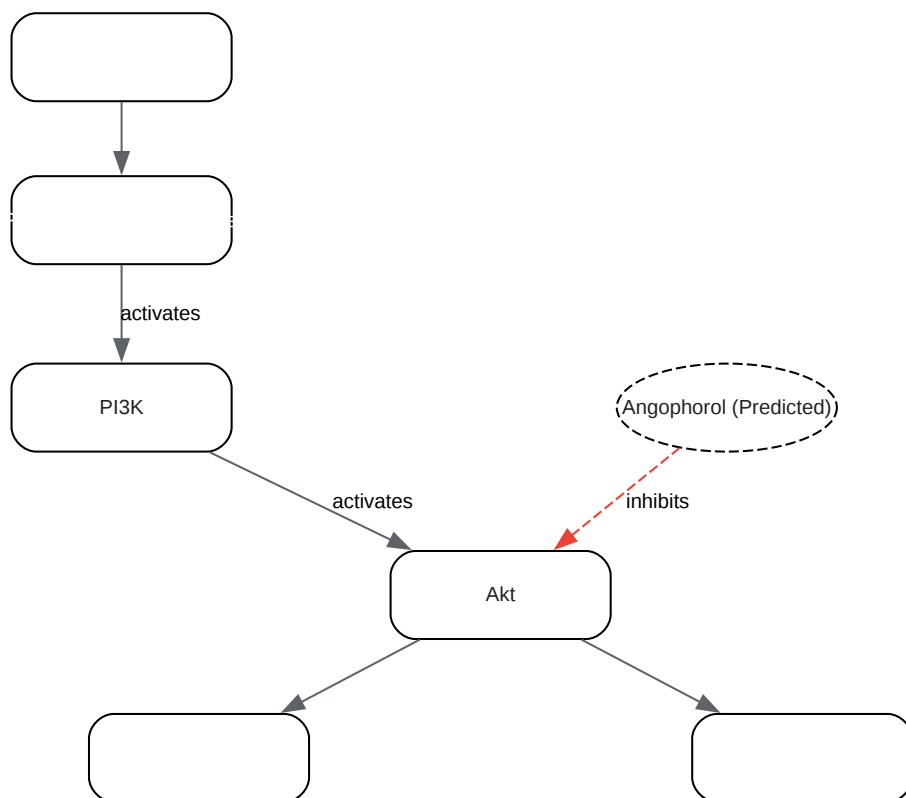 activates
PI3K
Angophorol (Predicted)
activates
inhibits
Akt